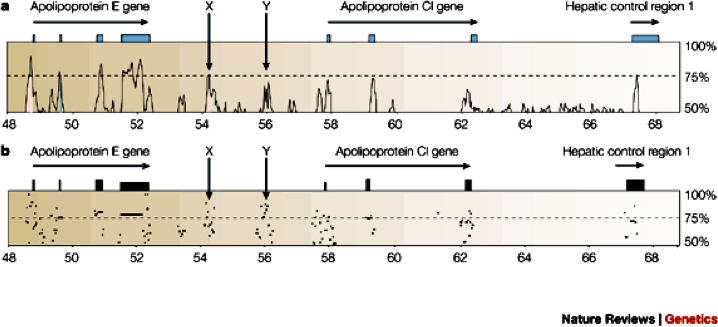 a Apolipoprotein E gene X Y Apolipoprotein CI gene Hepatic control region 1
100%
75%
50%
48 50 52 54 56 58 60 62 64 66 68
b Apolipoprotein E gene X Y Apolipoprotein CI gene Hepatic control region 1
100%
75%
50%
48 50 52 54 56 58 60 62 64 66 68
Nature Reviews | Genetics